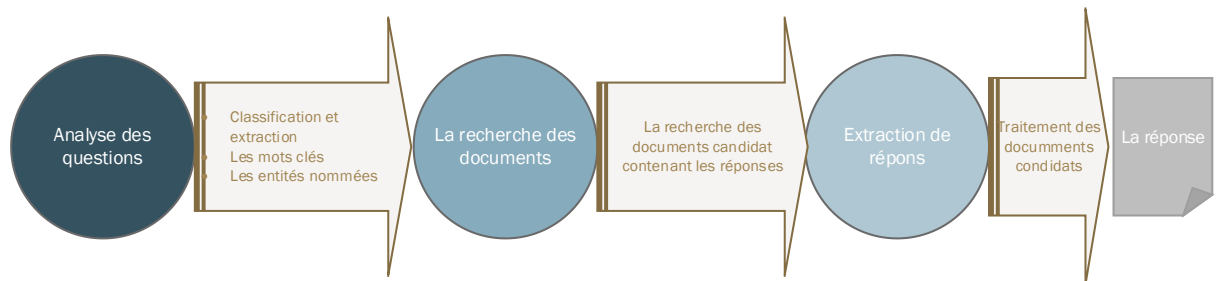 Analyse des
questions
• Classification et
extraction
• Les mots clés
• Les entités nommées
La recherche des
documents
La recherche des
documents candidat
contenant les réponses
Extraction de
répons
Traitement des
documments
condidats
La réponse